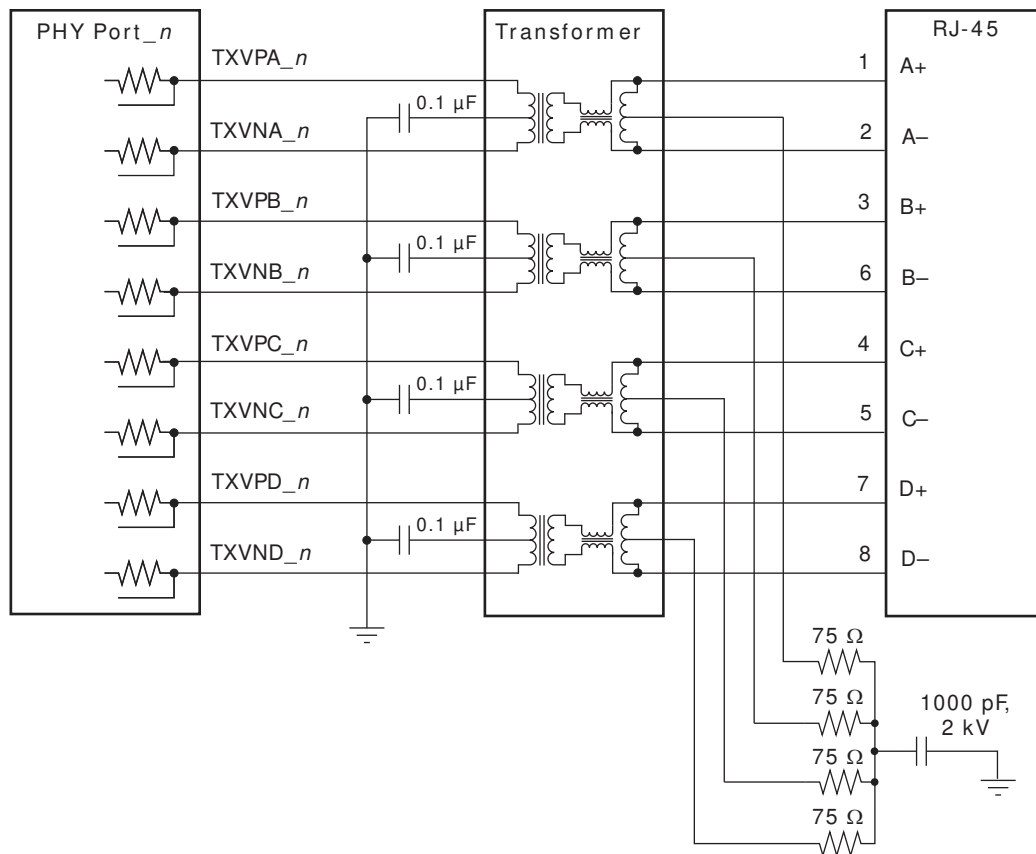 PHY Port_n
Transformer
RJ-45
TXVPA_n
1
A+
0.1 µF
TXVNA_n
2
A–
TXVPB_n
3
B+
0.1 µF
TXVNB_n
6
B–
TXVPC_n
4
C+
0.1 µF
TXVNC_n
5
C–
TXVPD_n
7
D+
0.1 µF
TXVND_n
8
D–
75 Ω
75 Ω
1000 pF,
2 kV
75 Ω
75 Ω